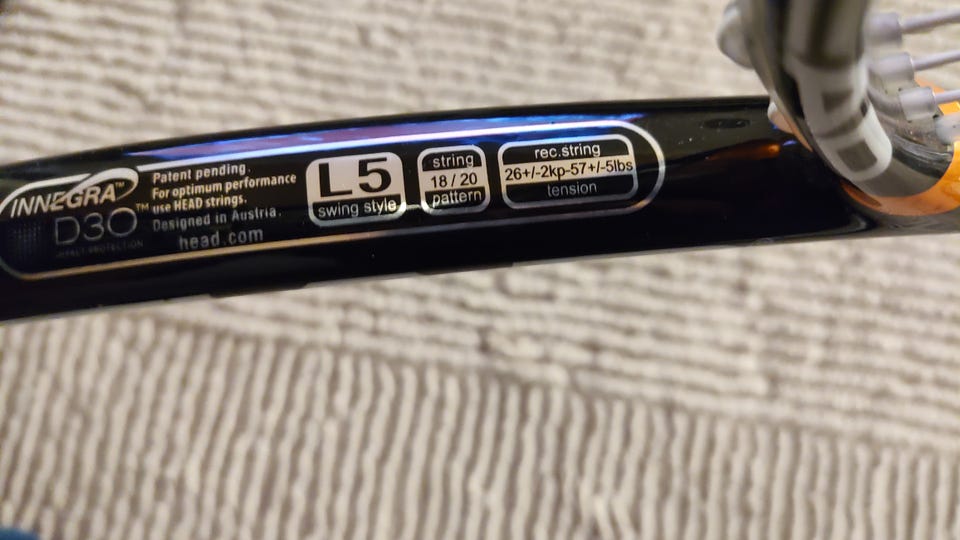 INNEGRA™
D3O™
IMPACT PROTECTION
Patent pending.
For optimum performance
use HEAD strings.
Designed in Austria.
head.com
L5
swing style
string
18 / 20
pattern
rec.string
26+/-2kp-57+/-5lbs
tension